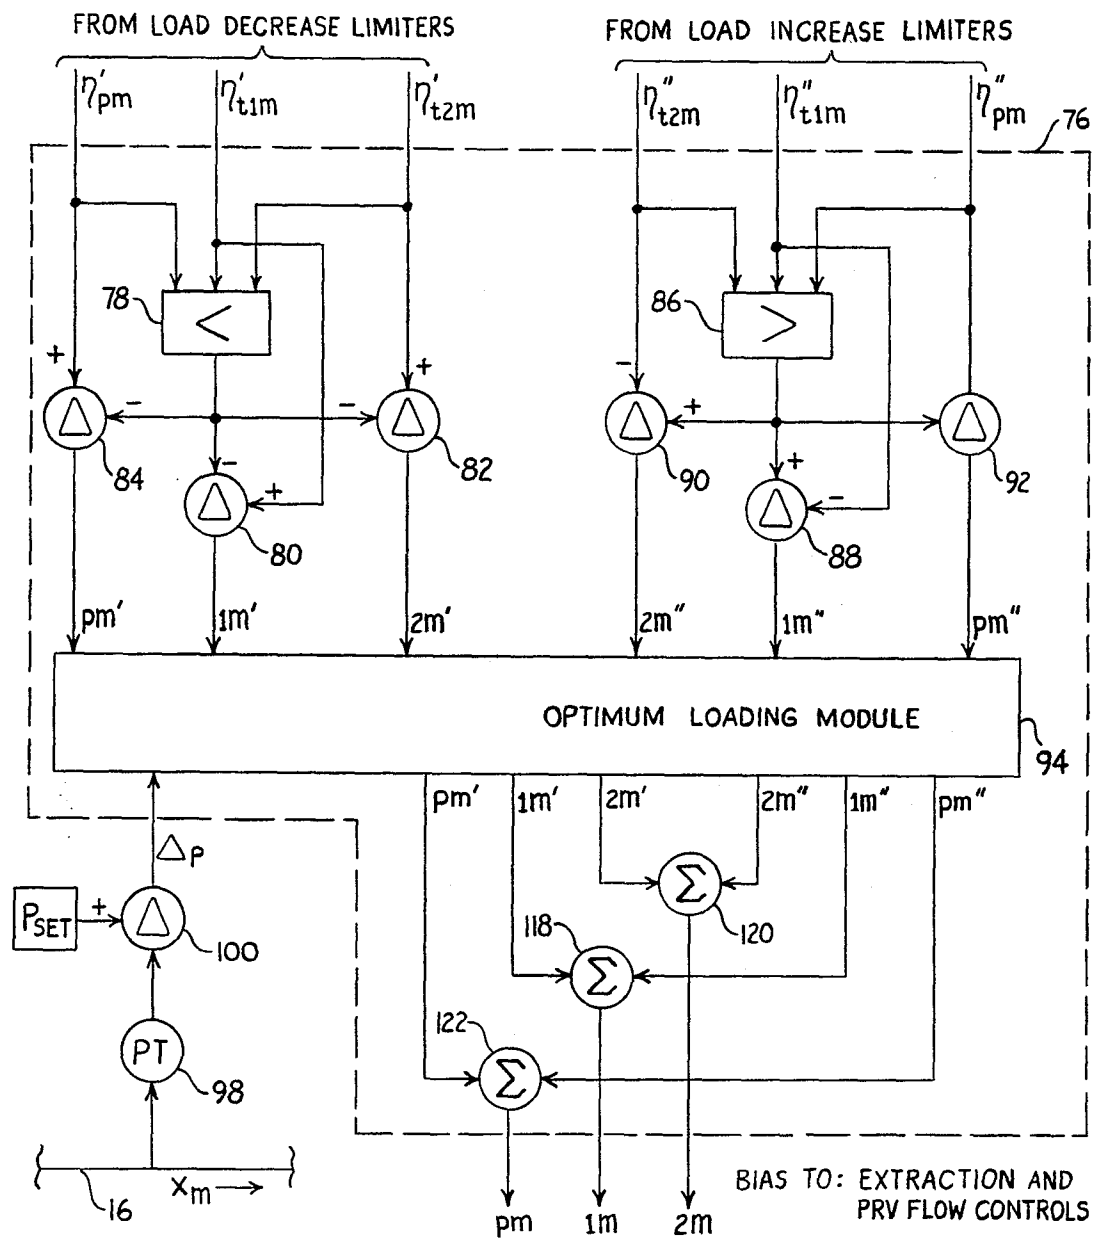 FROM LOAD DECREASE LIMITERS
FROM LOAD INCREASE LIMITERS
η'pm
η't1m
η't2m
η"t2m
η"t1m
η"pm
76
78
<
86
>
+
-
-
+
-
+
84
82
90
92
-
+
+
-
80
88
pm'
1m'
2m'
2m"
1m"
pm"
OPTIMUM LOADING MODULE
94
pm'
1m'
2m'
2m"
1m"
pm"
Δp
PSET
+
Δ
100
Σ
120
118
Σ
122
Σ
PT
98
Xm
16
pm
1m
2m
BIAS TO: EXTRACTION AND
PRV FLOW CONTROLS